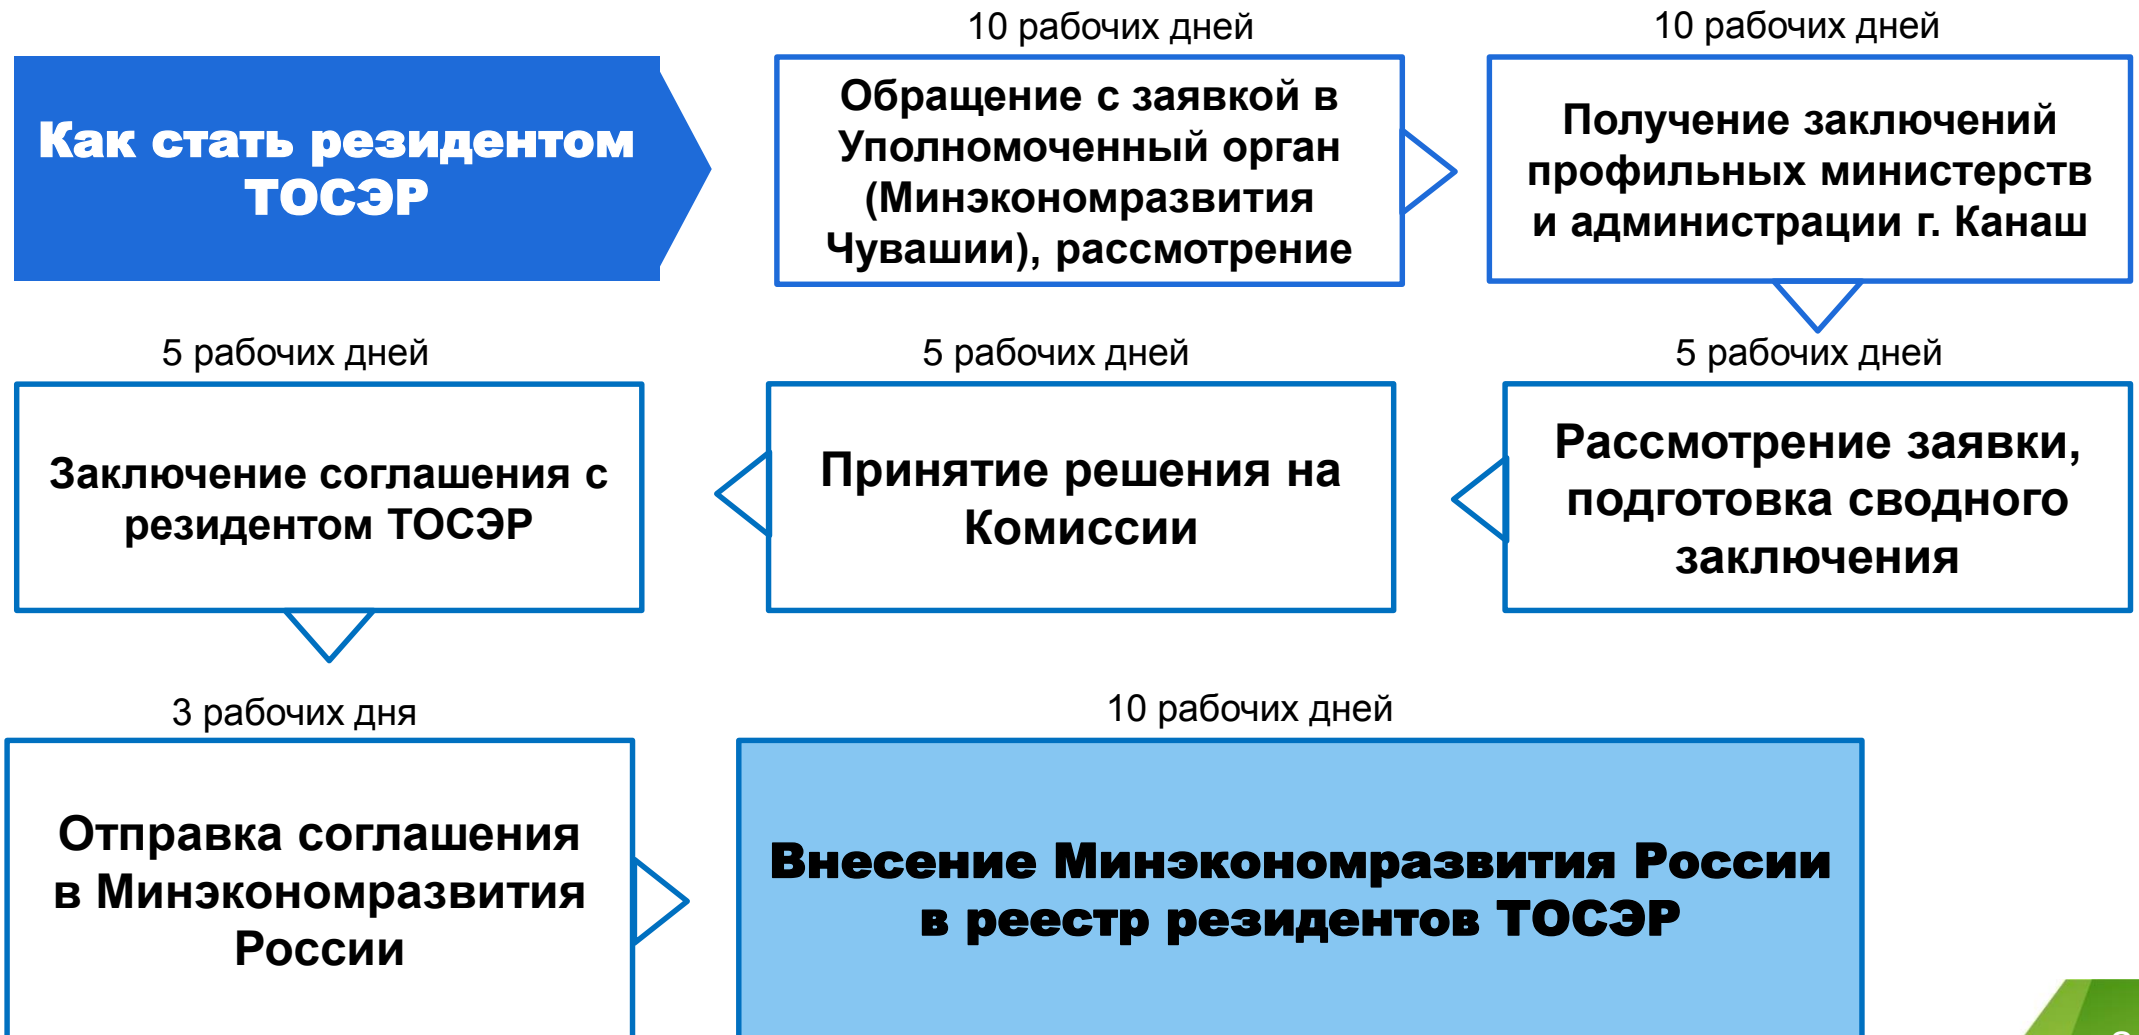 Как стать резидентом
ТОСЭР
10 рабочих дней
Обращение с заявкой в
Уполномоченный орган
(Минэкономразвития
Чувашии), рассмотрение
10 рабочих дней
Получение заключений
профильных министерств
и администрации г. Канаш
5 рабочих дней
Рассмотрение заявки,
подготовка сводного
заключения
5 рабочих дней
Принятие решения на
Комиссии
5 рабочих дней
Заключение соглашения с
резидентом ТОСЭР
3 рабочих дня
Отправка соглашения
в Минэкономразвития
России
10 рабочих дней
Внесение Минэкономразвития России
в реестр резидентов ТОСЭР